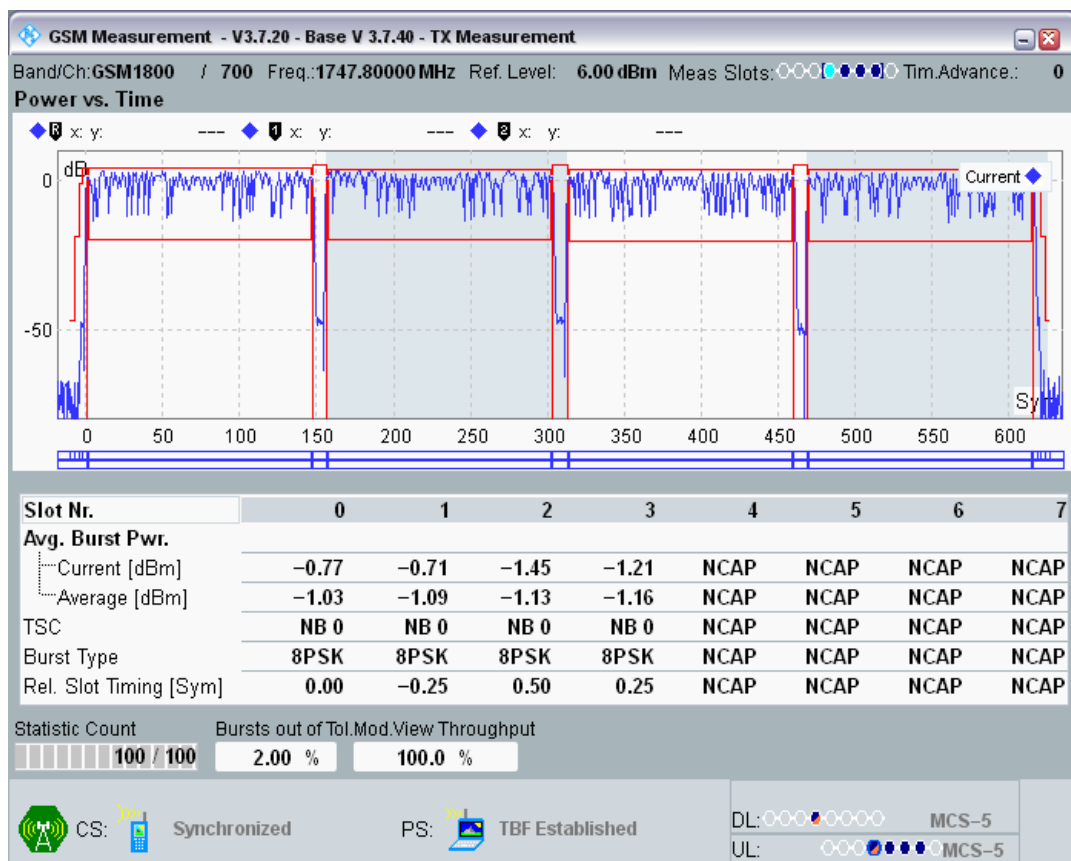 GSM Measurement - V3.7.20 - Base V 3.7.40 - TX Measurement
Band/Ch:GSM1800 / 700 Freq.:1747.80000 MHz Ref. Level: 6.00 dBm Meas Slots: Tim.Advance.: 0
Power vs. Time
R x: y: --- 1 x: y: --- 2 x: y: ---
dB
Current
0
-50
Sy
0 50 100 150 200 250 300 350 400 450 500 550 600
Slot Nr. 0 1 2 3 4 5 6 7
Avg. Burst Pwr.
Current [dBm] −0.77 −0.71 −1.45 −1.21 NCAP NCAP NCAP NCAP
Average [dBm] −1.03 −1.09 −1.13 −1.16 NCAP NCAP NCAP NCAP
TSC NB 0 NB 0 NB 0 NB 0 NCAP NCAP NCAP NCAP
Burst Type 8PSK 8PSK 8PSK 8PSK NCAP NCAP NCAP NCAP
Rel. Slot Timing [Sym] 0.00 −0.25 0.50 0.25 NCAP NCAP NCAP NCAP
Statistic Count Bursts out of Tol. Mod.View Throughput
100 / 100 2.00 % 100.0 %
CS: Synchronized PS: TBF Established
DL: MCS−5
UL: MCS−5